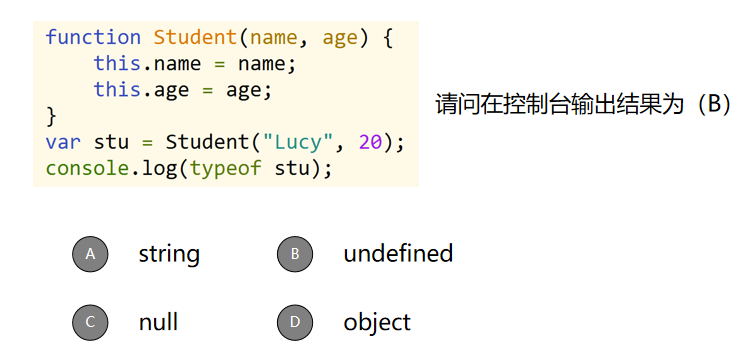 function Student(name, age) {
    this.name = name;
    this.age = age;
}
var stu = Student("Lucy", 20);
console.log(typeof stu);
请问在控制台输出结果为（B）
A string
B undefined
C null
D object